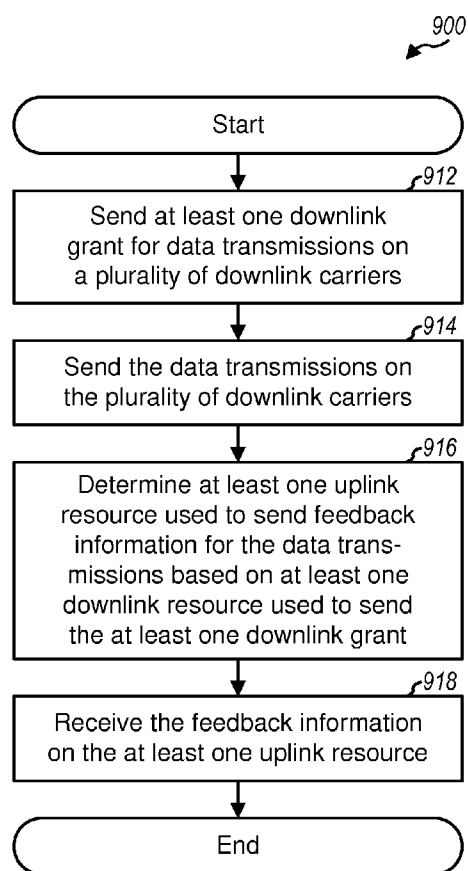 900
Start
912
Send at least one downlink
grant for data transmissions on
a plurality of downlink carriers
914
Send the data transmissions on
the plurality of downlink carriers
916
Determine at least one uplink
resource used to send feedback
information for the data trans-
missions based on at least one
downlink resource used to send
the at least one downlink grant
918
Receive the feedback information
on the at least one uplink resource
End